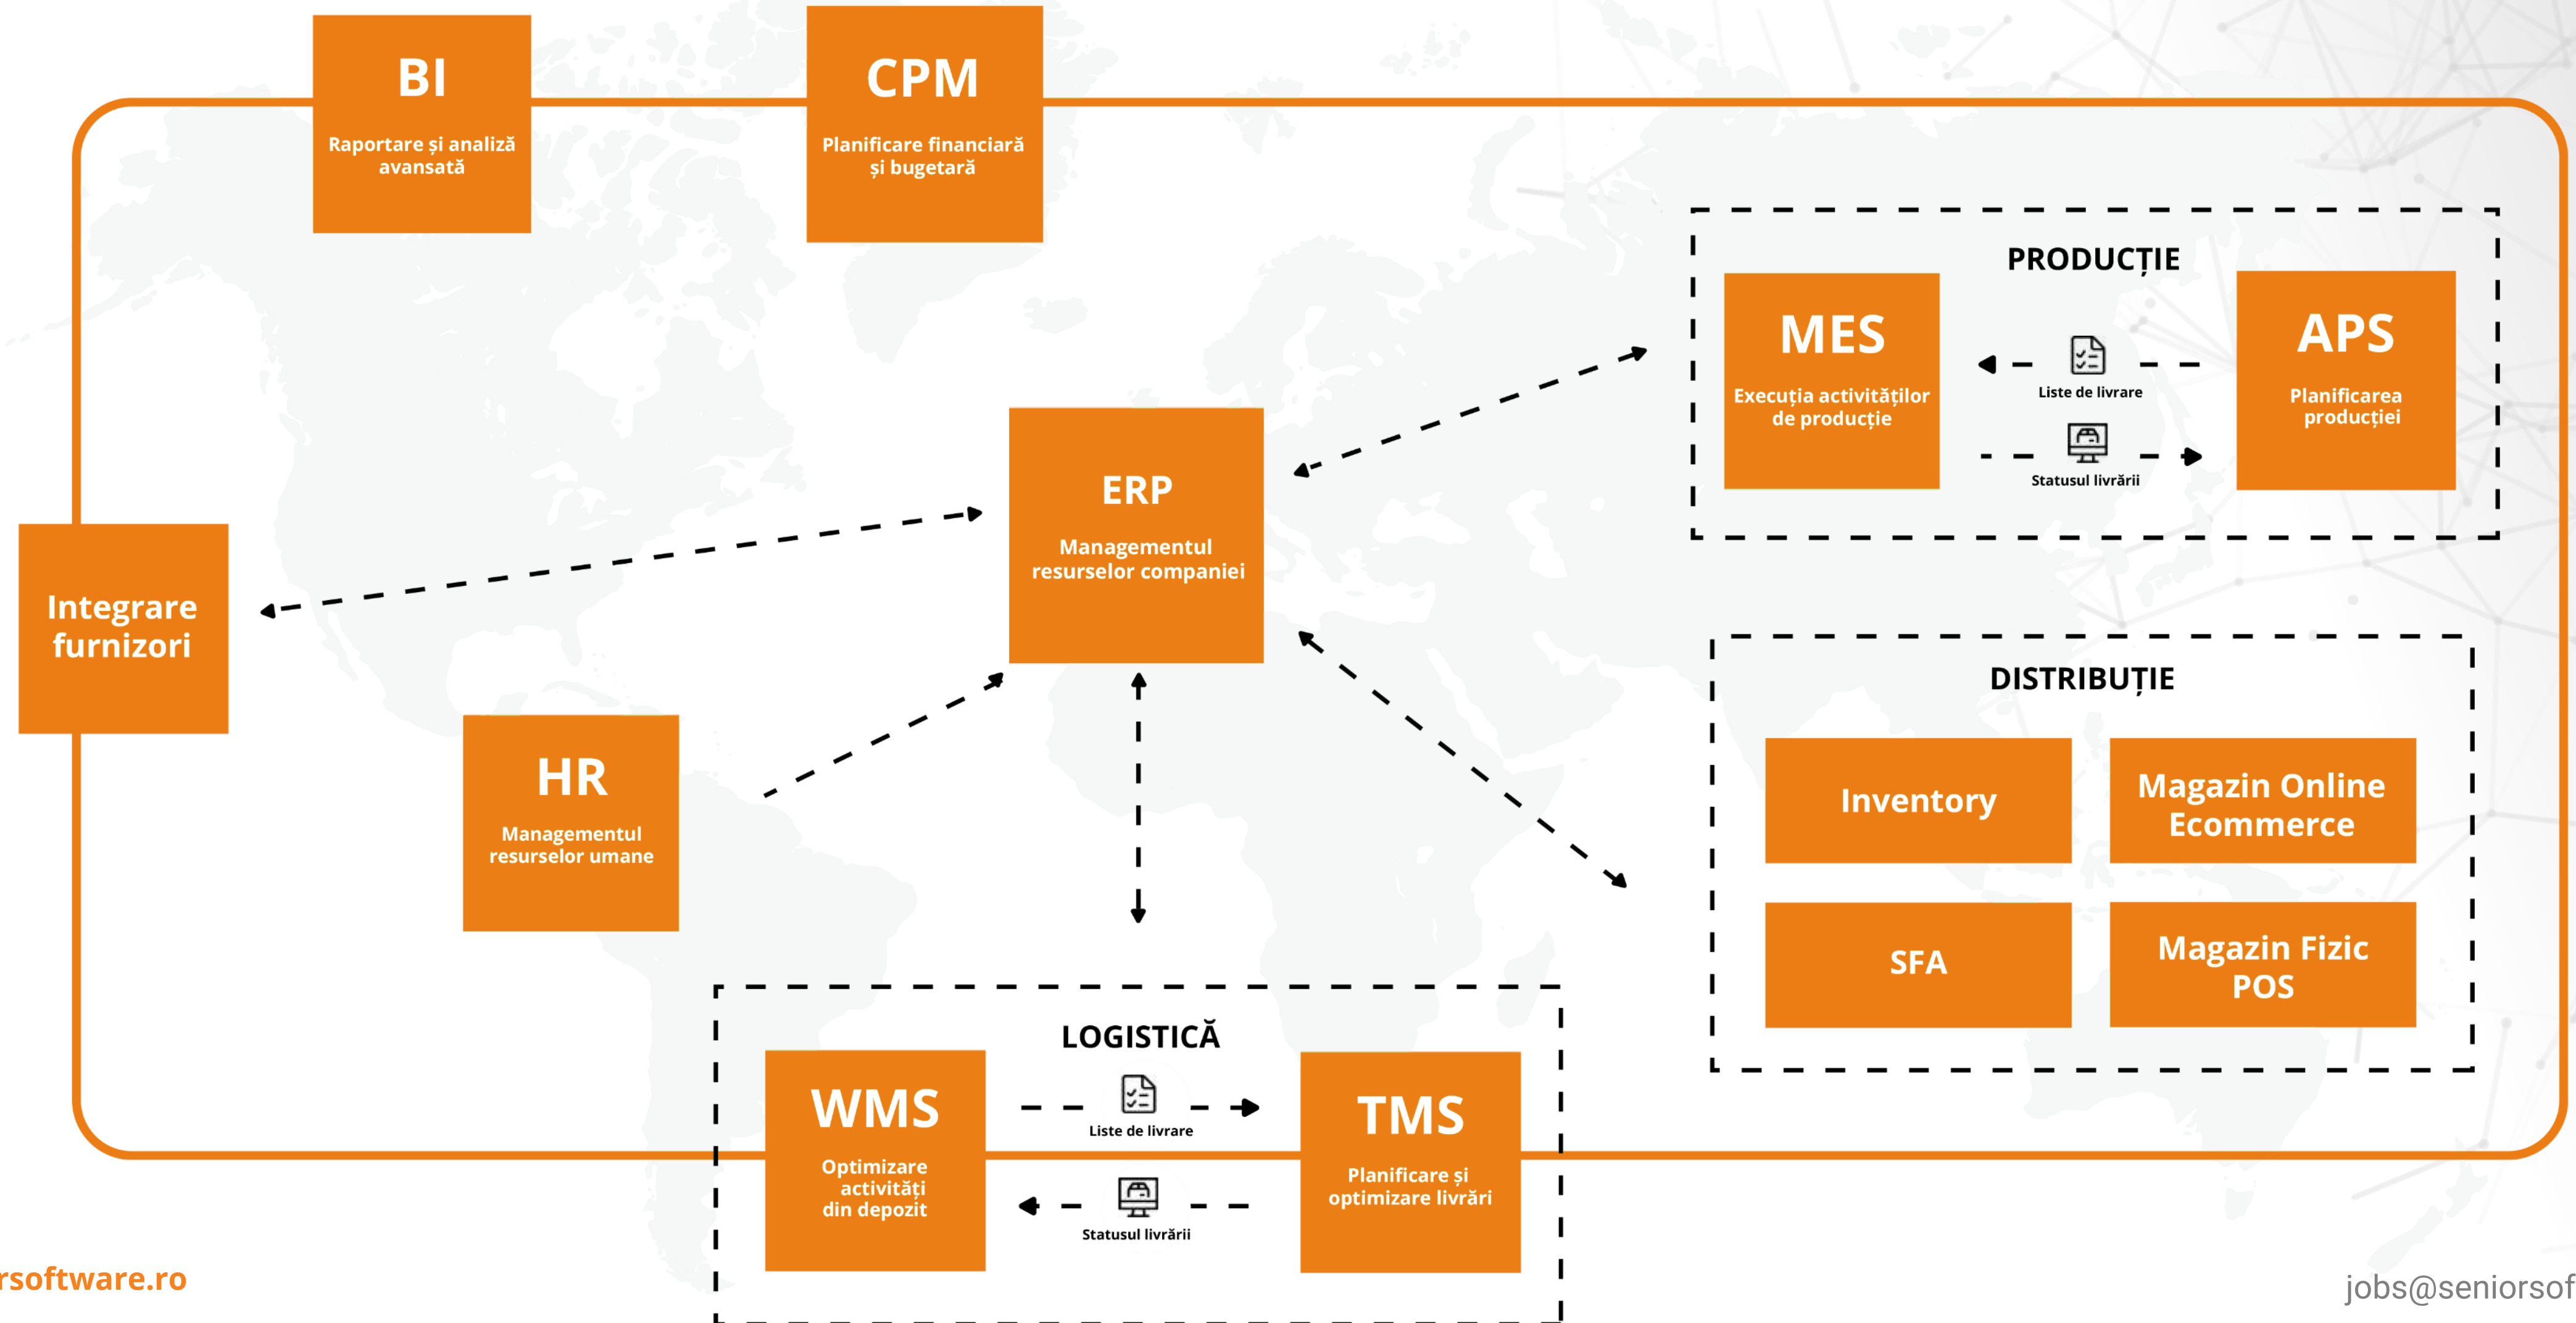 BI
Raportare și analiză
avansată
CPM
Planificare financiară
și bugetară
PRODUCȚIE
MES
Execuția activităților
de producție
Liste de livrare
Statusul livrării
APS
Planificarea
producției
ERP
Managementul
resurselor companiei
Integrare
furnizori
HR
Managementul
resurselor umane
DISTRIBUȚIE
Inventory
Magazin Online
Ecommerce
SFA
Magazin Fizic
POS
LOGISTICĂ
WMS
Optimizare
activități
din depozit
Liste de livrare
Statusul livrării
TMS
Planificare și
optimizare livrări
rsoftware.ro
jobs@seniorsof